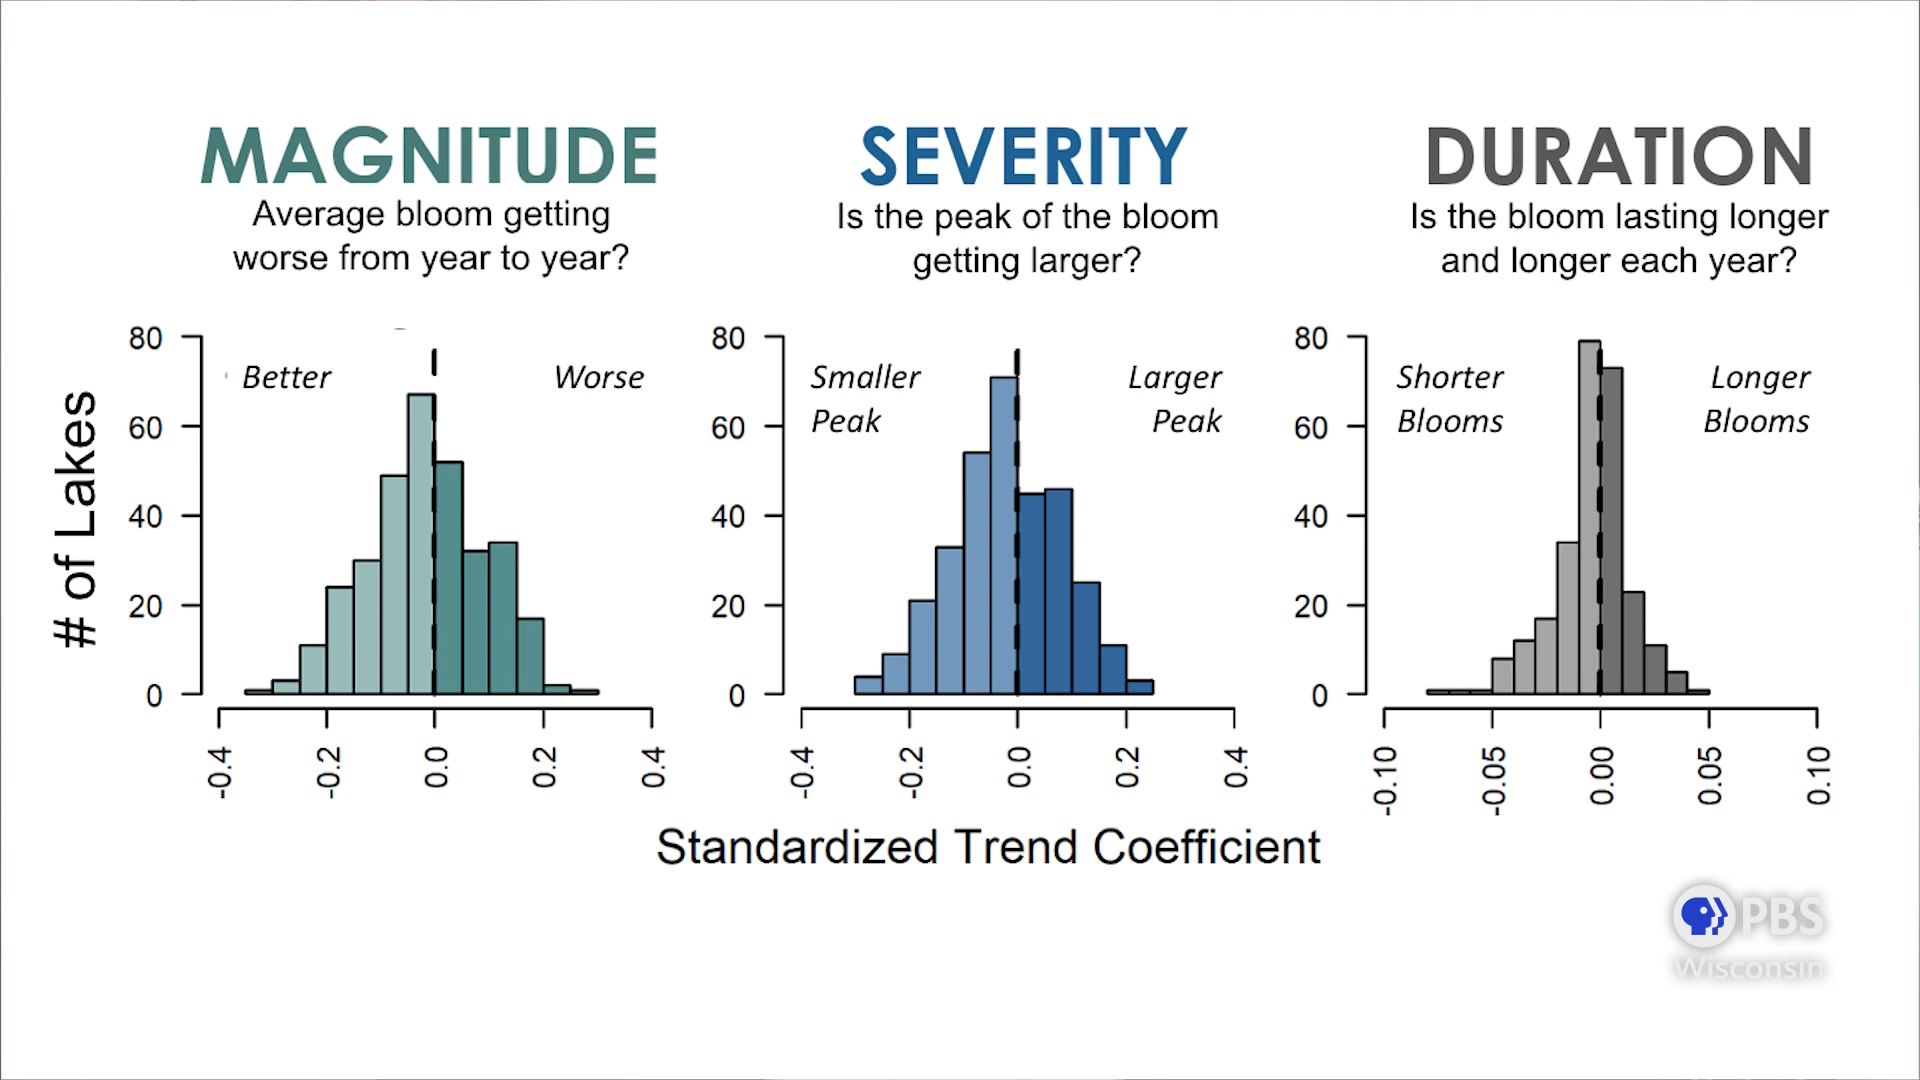 MAGNITUDE
Average bloom getting
worse from year to year?
SEVERITY
Is the peak of the bloom
getting larger?
DURATION
Is the bloom lasting longer
and longer each year?
# of Lakes
80
60
40
20
0
Better
Worse
-0.4
-0.2
0.0
0.2
0.4
80
60
40
20
0
Smaller
Peak
Larger
Peak
-0.4
-0.2
0.0
0.2
0.4
80
60
40
20
0
Shorter
Blooms
Longer
Blooms
-0.10
-0.05
0.00
0.05
0.10
Standardized Trend Coefficient
PBS
Wisconsin